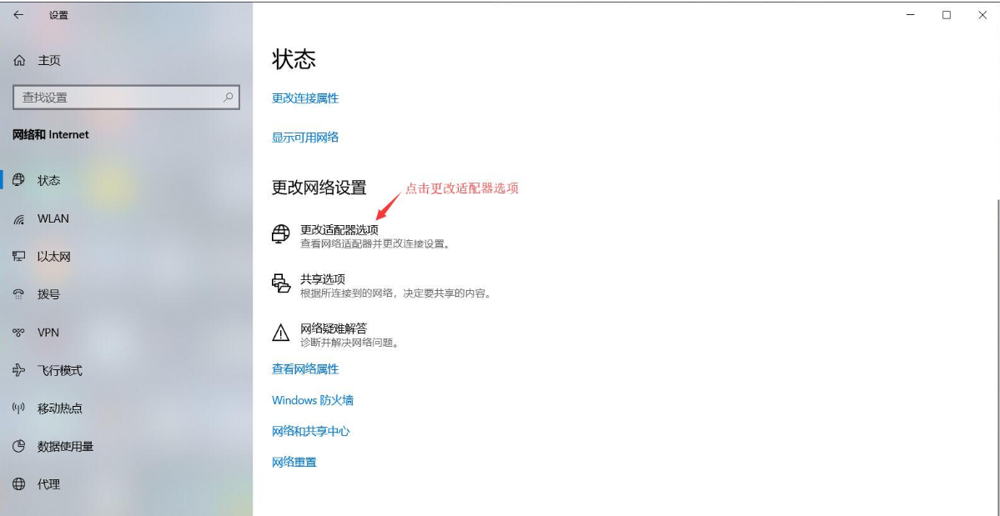 设置
主页
查找设置
网络和 Internet
状态
WLAN
以太网
拨号
VPN
飞行模式
移动热点
数据使用量
代理
状态
更改连接属性
显示可用网络
更改网络设置
点击更改适配器选项
更改适配器选项
查看网络适配器并更改连接设置。
共享选项
根据所连接到的网络，决定要共享的内容。
网络疑难解答
诊断并解决网络问题。
查看网络属性
Windows 防火墙
网络和共享中心
网络重置